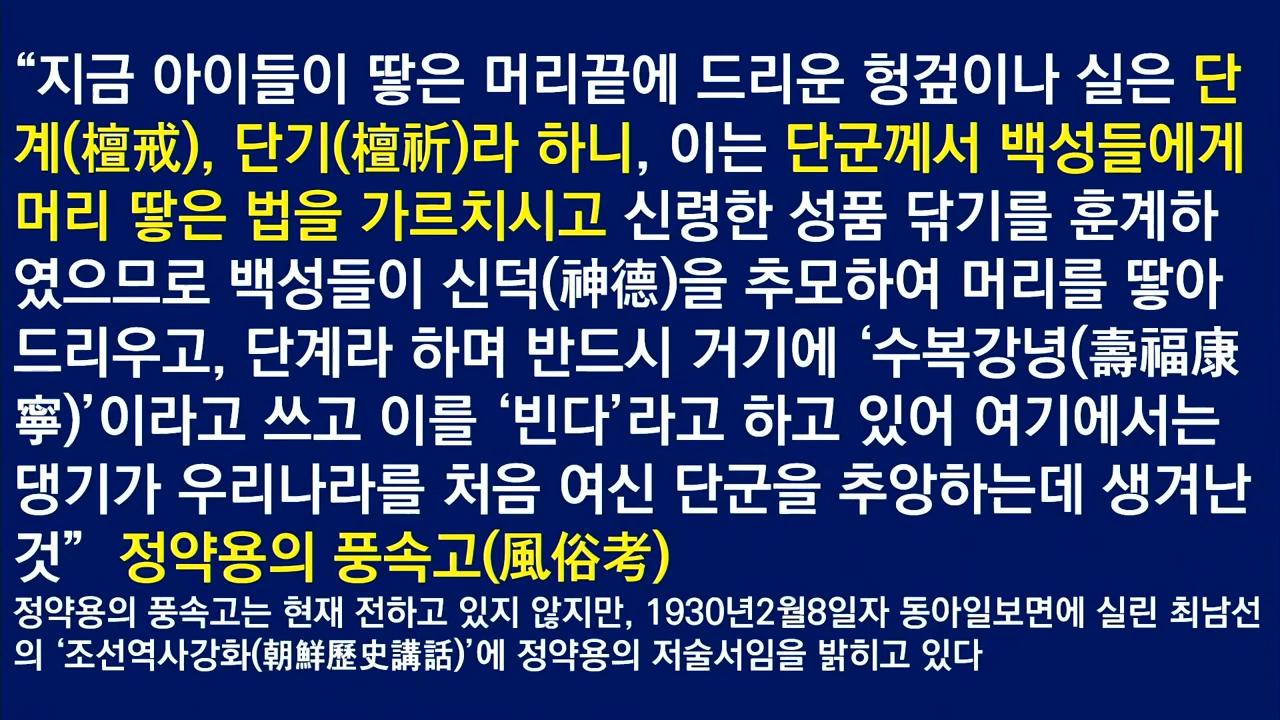 “지금 아이들이 땋은 머리끝에 드리운 헝겊이나 실은 단
계(檀戒), 단기(檀祈)라 하니, 이는 단군께서 백성들에게
머리 땋은 법을 가르치시고 신령한 성품 닦기를 훈계하
였으므로 백성들이 신덕(神德)을 추모하여 머리를 땋아
드리우고, 단계라 하며 반드시 거기에 ‘수복강녕(壽福康
寧)’이라고 쓰고 이를 ‘빈다’라고 하고 있어 여기에서는
댕기가 우리나라를 처음 여신 단군을 추앙하는데 생겨난
것” 정약용의 풍속고(風俗考)
정약용의 풍속고는 현재 전하고 있지 않지만, 1930년2월8일자 동아일보면에 실린 최남선
의 ‘조선역사강화(朝鮮歷史講話)’에 정약용의 저술서임을 밝히고 있다